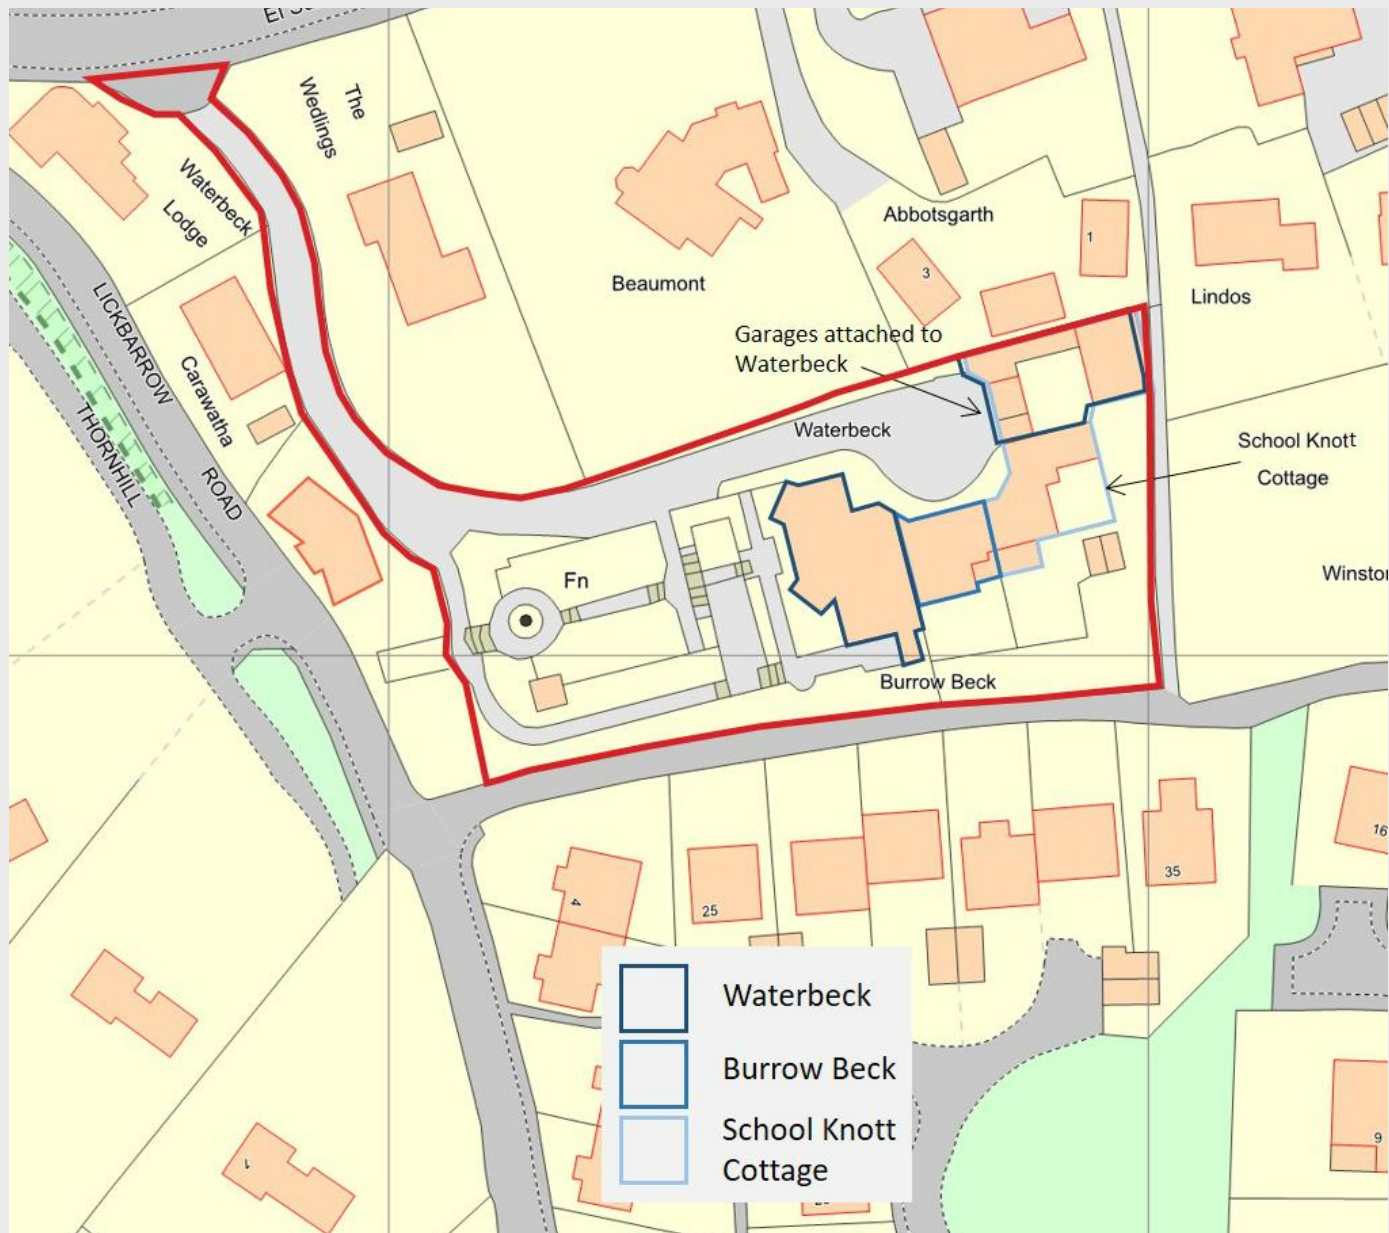 The
Wedlings
Waterbeck
Lodge
Abbotsgarth
1
3
Beaumont
Lindos
LICKBARROW
ROAD
Garages attached to
Waterbeck
Carawatha
THORNHILL
Waterbeck
School Knott
Cottage
Fn
Winsto
Burrow Beck
16
35
4
25
Waterbeck
Burrow Beck
School Knott
Cottage
1
9